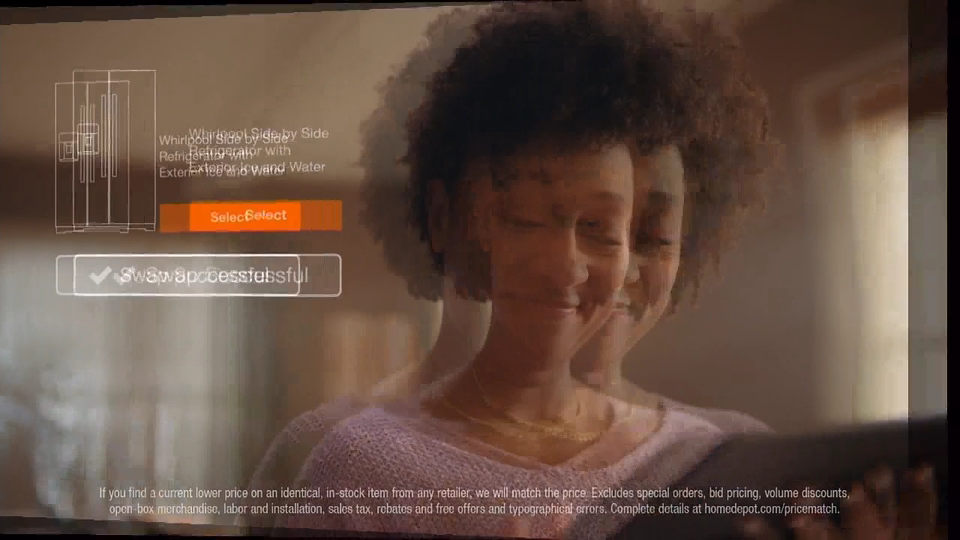 Whirlpool Side by Side
Refrigerator with
Exterior Ice and Water
Select
Swap Successful
If you find a current lower price on an identical, in-stock item from any retailer, we will match the price. Excludes special orders, bid pricing, volume discounts,
open-box merchandise, labor and installation, sales tax, rebates and free offers and typographical errors. Complete details at homedepot.com/pricematch.